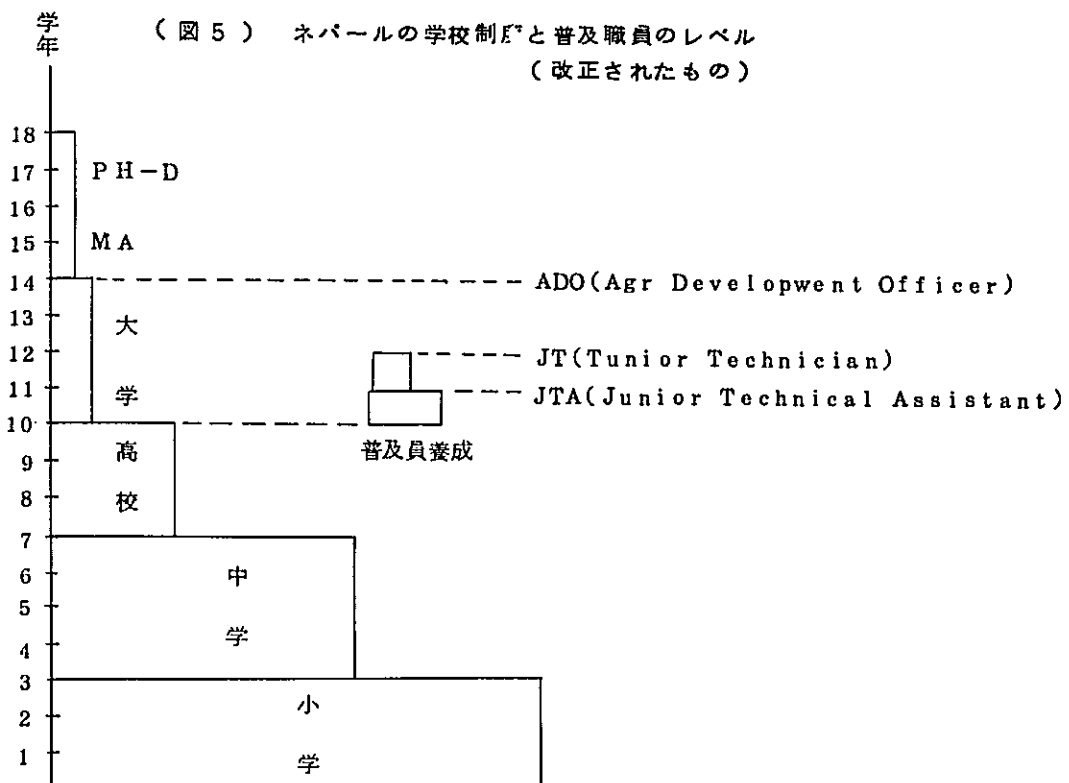 学年
(図5) ネパールの学校制度と普及職員のレベル
(改正されたもの)
18
17 PH-D
16
15 MA
14 ADO(Agr Developwent Officer)
13 大
12 JT(Tunior Technician)
11 学 JTA(Junior Technical Assistant)
10 普及員養成
9 高
8 校
7
6 中
5
4 学
3
2 小
1 学